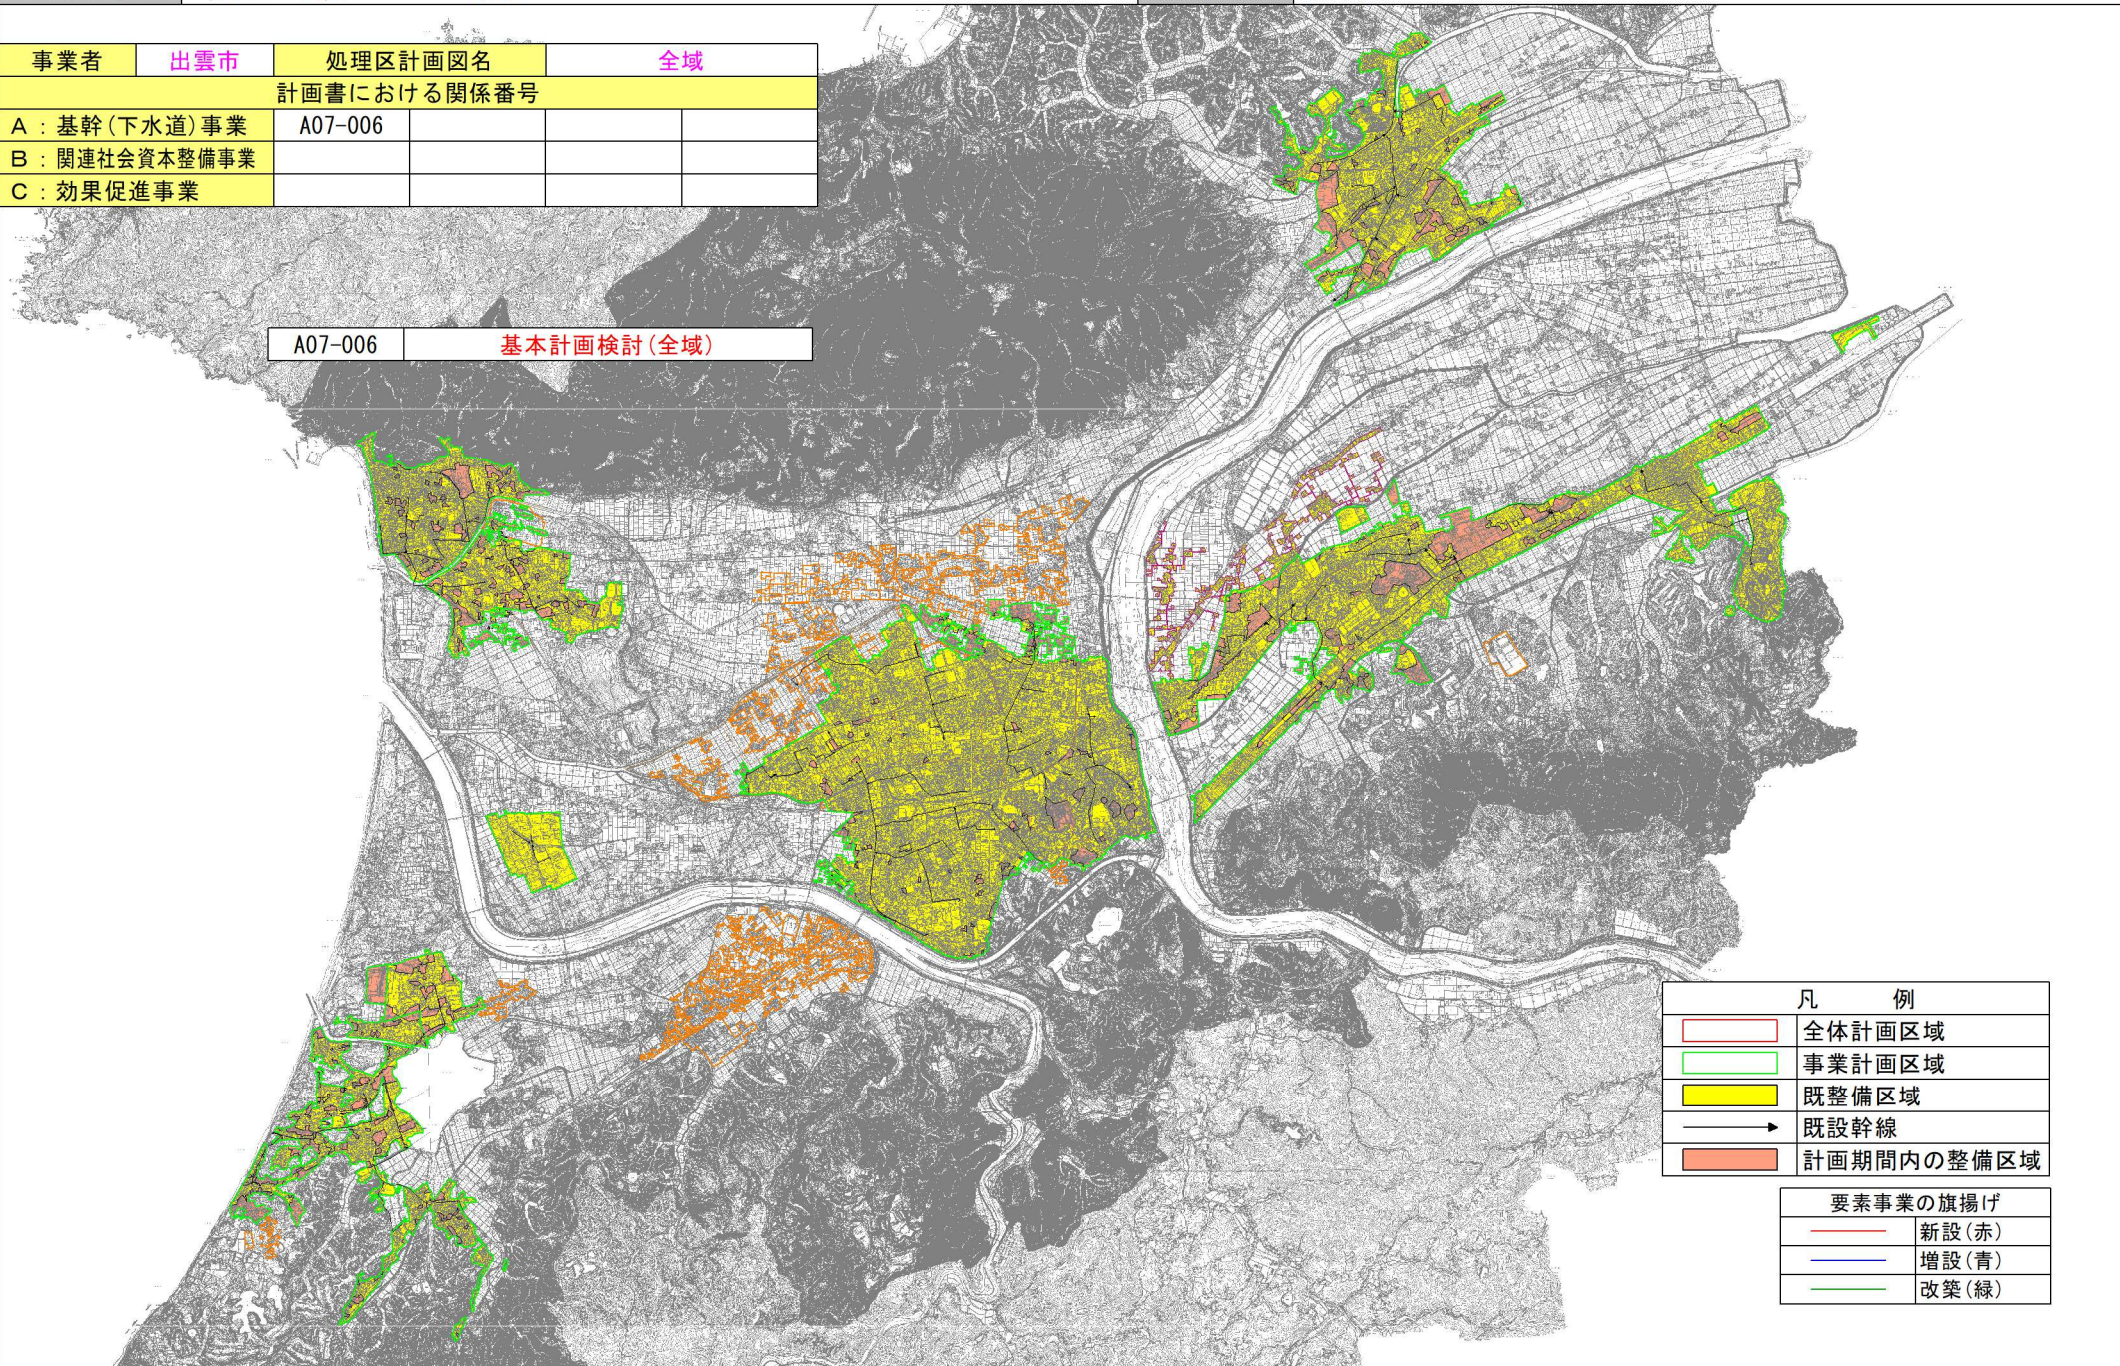 事業者 出雲市 処理区計画図名 全域
計画書における関係番号
A：基幹(下水道)事業 A07-006
B：関連社会資本整備事業
C：効果促進事業
A07-006 基本計画検討(全域)
凡 例
全体計画区域
事業計画区域
既整備区域
既設幹線
計画期間内の整備区域
要素事業の旗揚げ
新設(赤)
増設(青)
改築(緑)